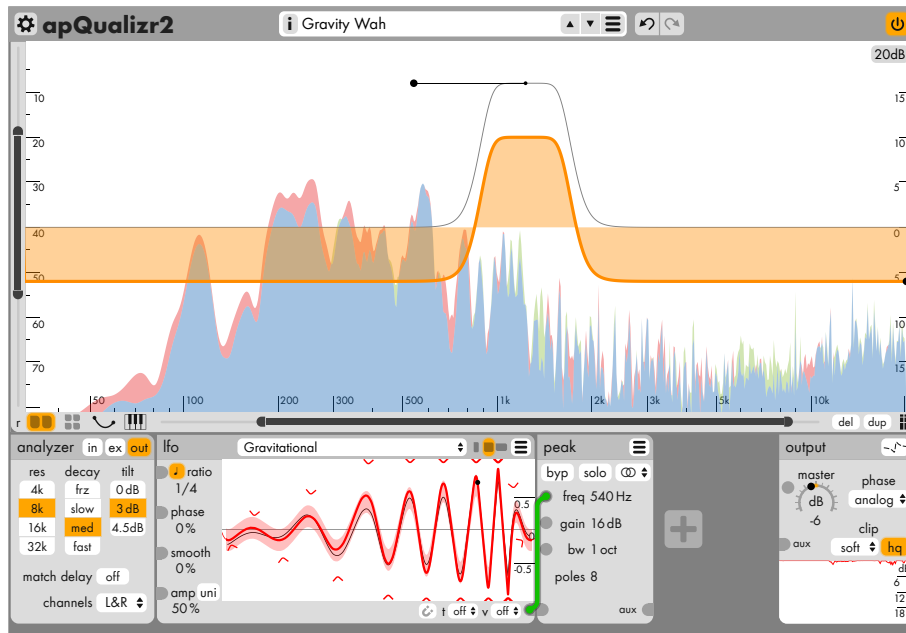 apQualizr2
i Gravity Wah
20dB
10 15
20 10
30 5
40 0
50 5
60 10
70 15
50 100 200 300 500 1k 2k 3k 5k 10k
r del dup
analyzer in ex out
res decay tilt
4k frz 0 dB
8k slow 3 dB
16k med 4.5dB
32k fast
match delay off
channels L&R
lfo Gravitational
ratio
1/4
phase
0%
smooth
0%
amp uni
50 %
0.5
-0
-0.5
t off v off
peak
byp solo
freq 540 Hz
gain 16 dB
bw 1 oct
poles 8
aux
output
master
dB
-6
phase
analog
aux
clip
soft hq
6
12
18